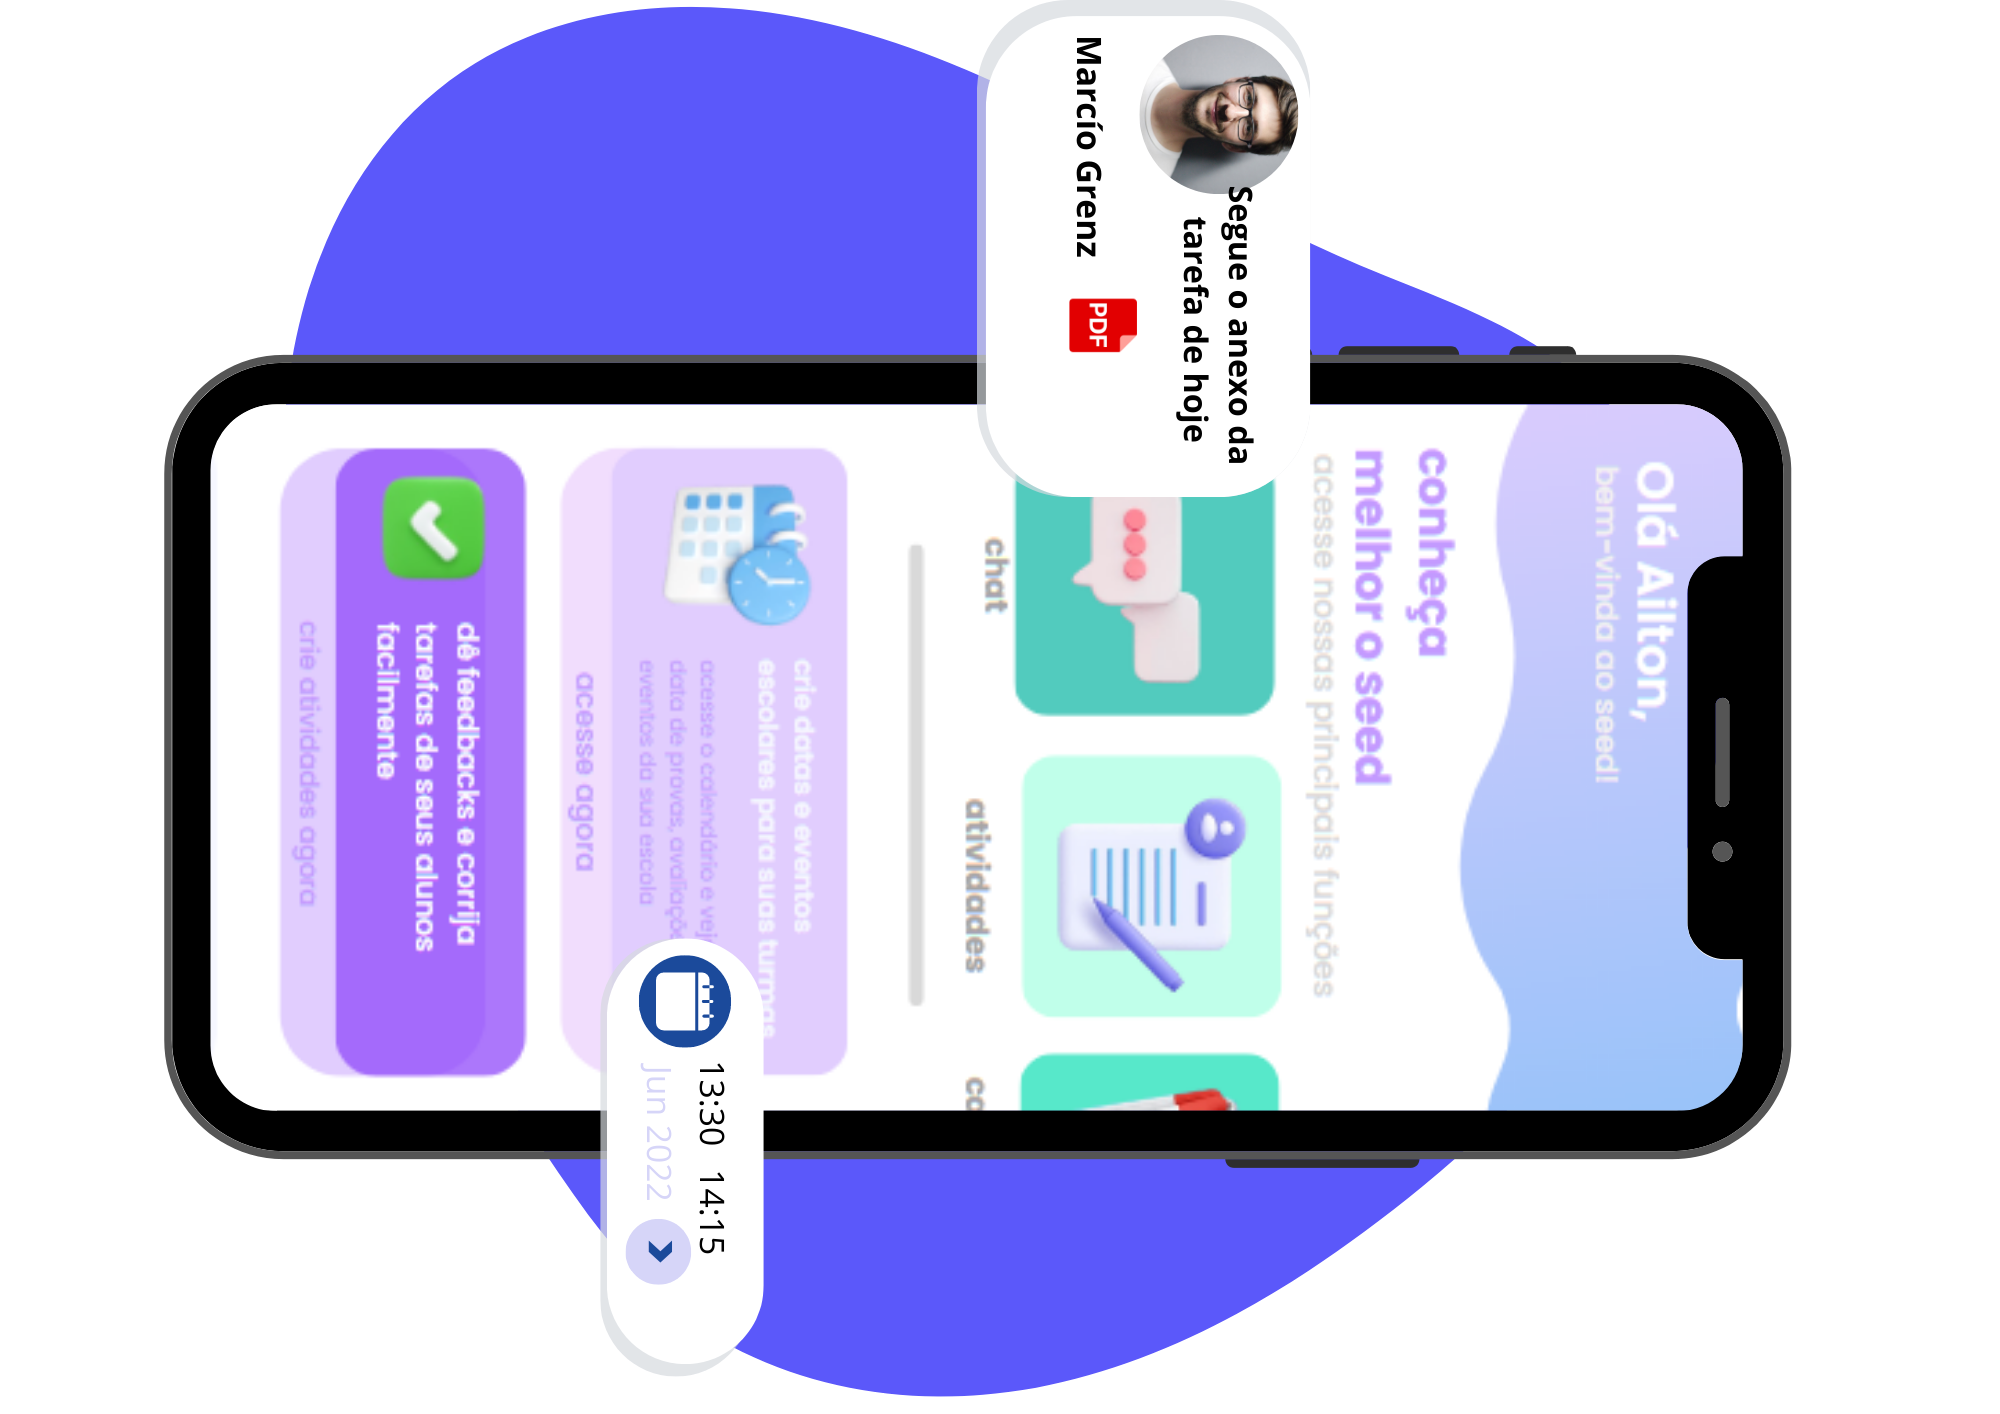 Segue o anexo da
tarefa de hoje
Marcío Grenz
PDF
Olá Ailton,
bem-vinda ao seed!
conheça
melhor o seed
acesse nossas principais funções
chat
atividades
co
crie datas e eventos
escolares para suas turmas
acesse o calendário e vej
data de provas, avaliaçõ
eventos da sua escola
acesse agora
13:30 14:15
Jun 2022
dê feedbacks e corrija
tarefas de seus alunos
facilmente
crie atividades agora